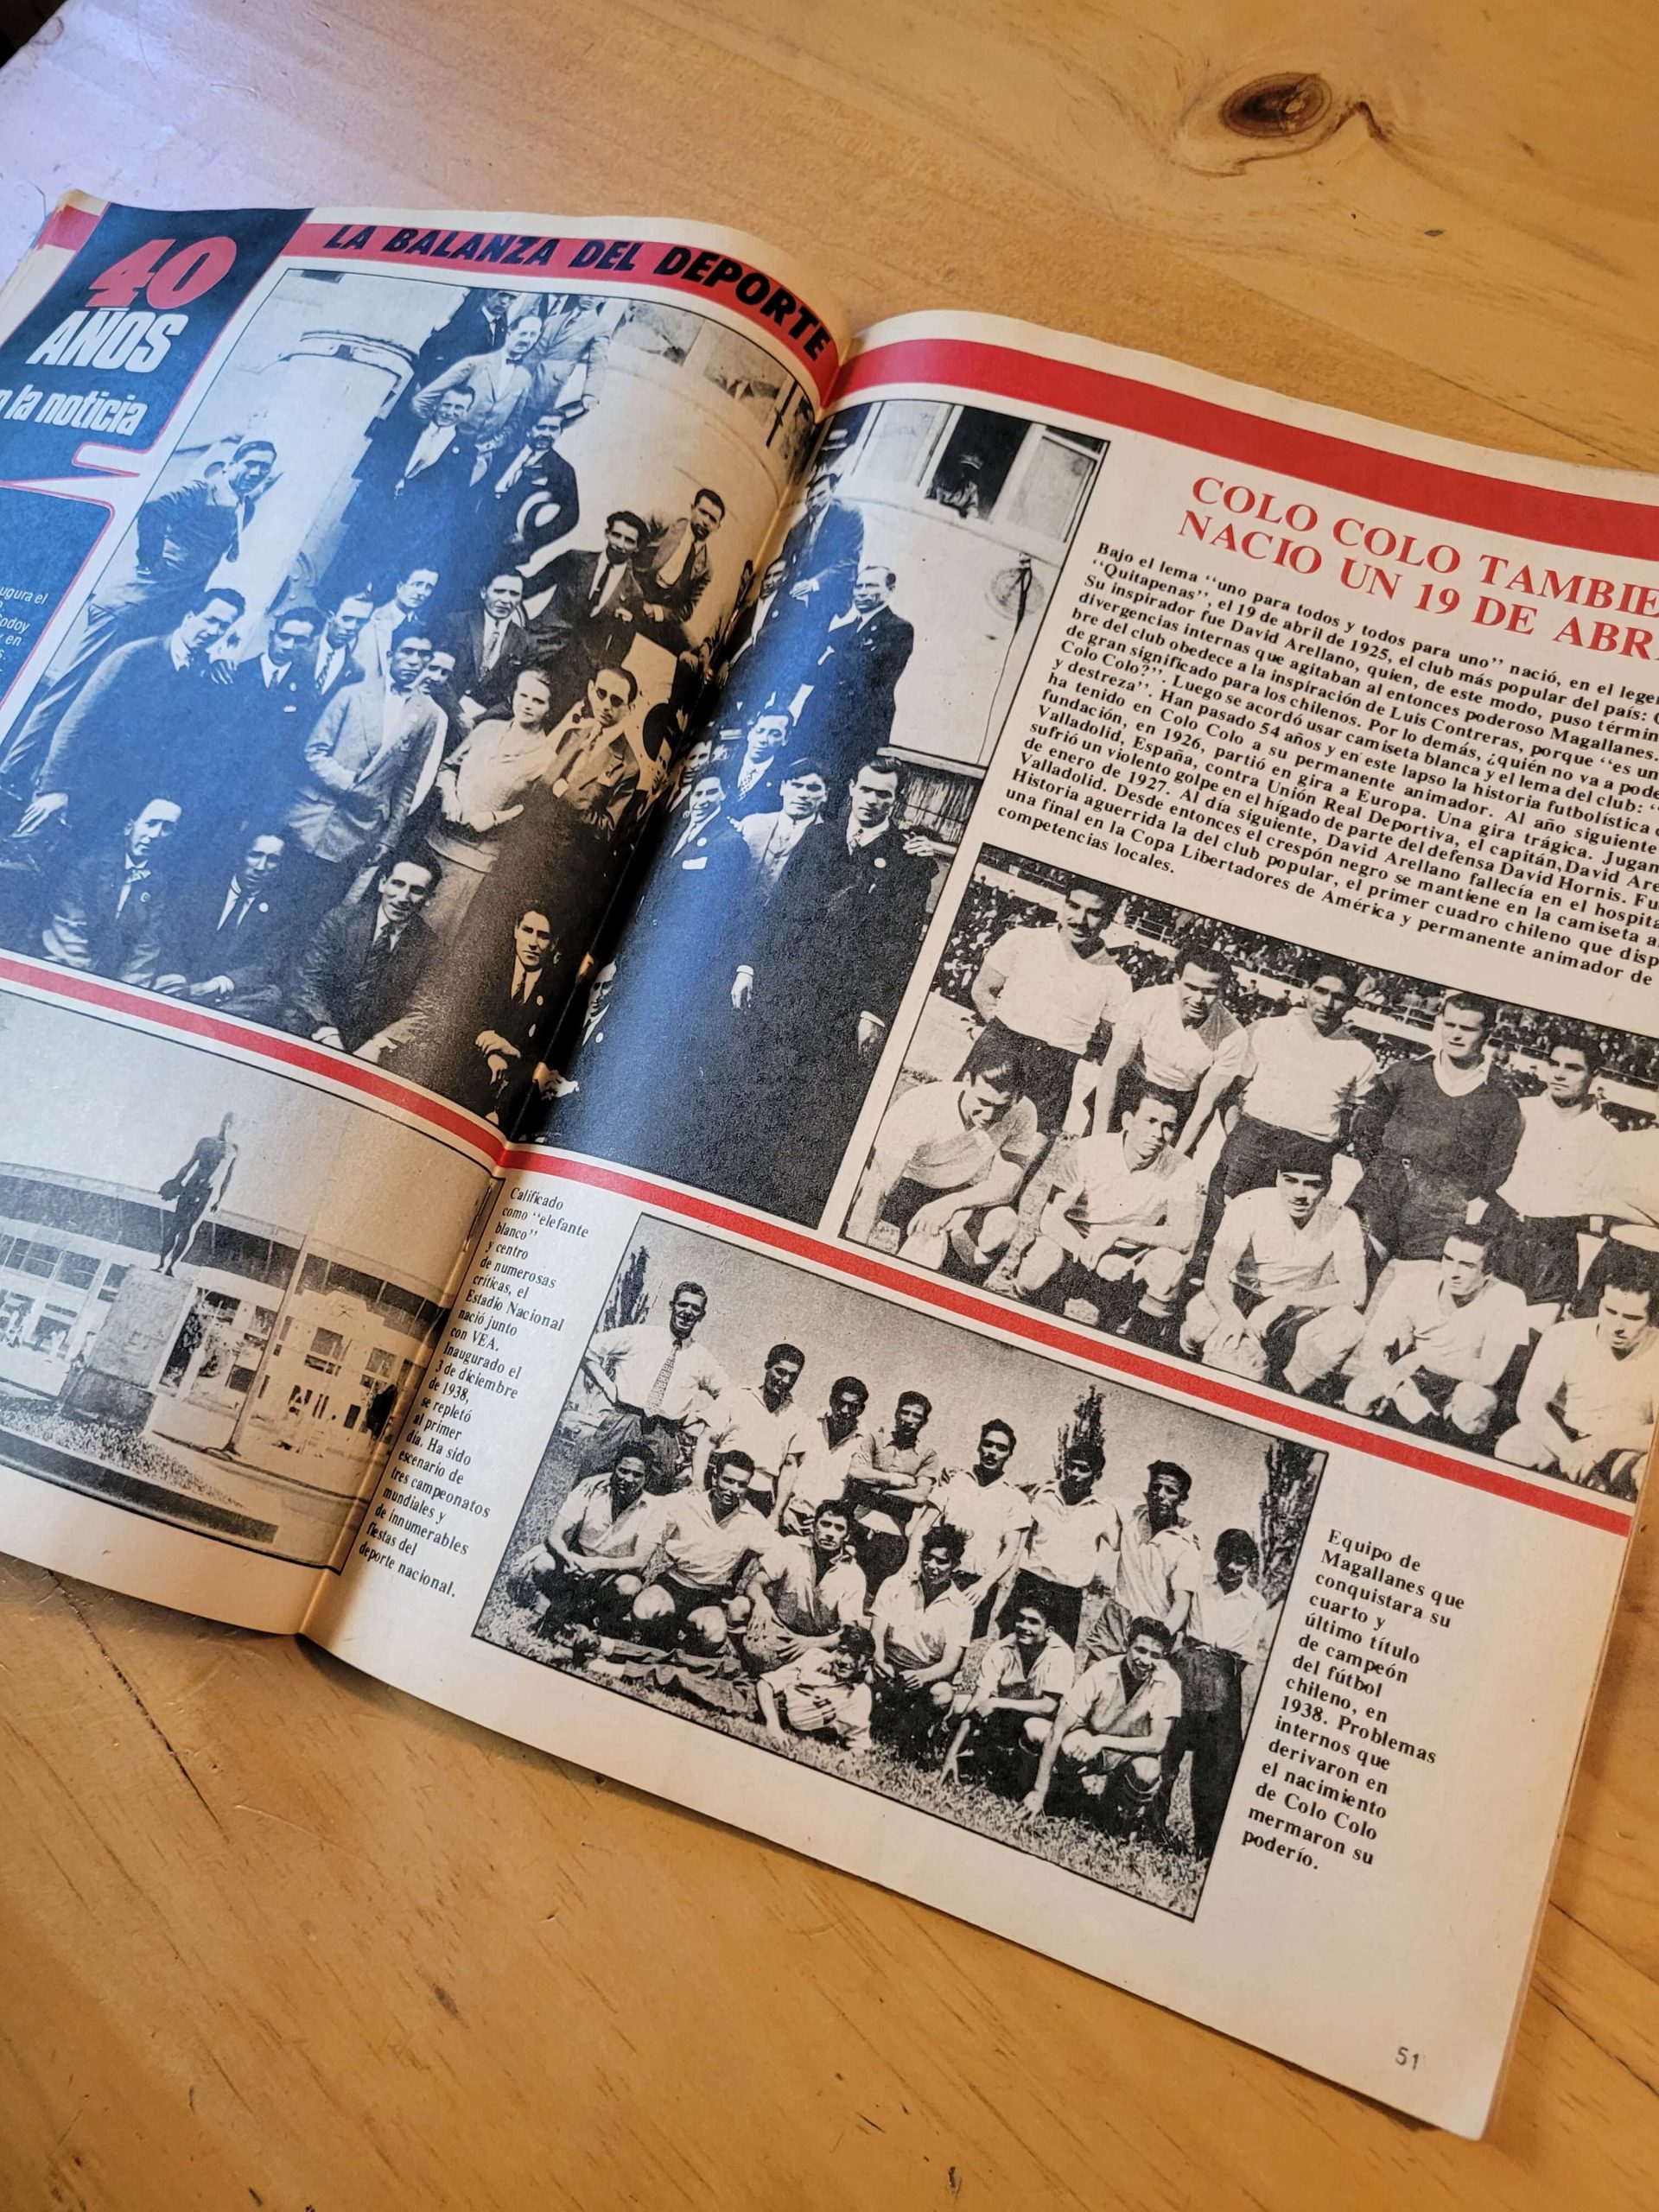 40
AÑOS
la noticia
LA BALANZA DEL DEPORTE
ugura el
odoy
en
COLO COLO TAMBIE
NACIO UN 19 DE ABR
Bajo el lema "uno para todos y todos para uno" nació, en el
"Quitapenas", el 19 de abril de 1925, el club más popular del país:
Su inspirador fue David Arellano, quien, de este modo, puso
divergencias internas que agitaban al entonces poderoso Magallanes.
bre del club obedece a la inspiración de Luis Contreras, porque "es un
de gran significado para los chilenos. Por lo demás, ¿quién no va a
Colo Colo?". Luego se acordó usar camiseta blanca y el lema del club:
y destreza". Han pasado 54 años y en este lapso la historia futbolística
ha tenido en Colo Colo a su permanente animador. Al año siguiente
fundación, en 1926, partió en gira a Europa. Una gira trágica.
Valladolid, España, contra Unión Real Deportiva, el capitán, David
sufrió un violento golpe en el hígado de parte del defensa David Hornis.
de enero de 1927. Al día siguiente, David Arellano fallecía en el
Valladolid. Desde entonces el crespón negro se mantiene en la camiseta
Historia aguerrida la del club popular, el primer cuadro chileno que
una final en la Copa Libertadores de América y permanente animador de
competencias locales.
Calificado
como "elefante
blanco"
y centro
de numerosas
críticas, el
Estadio Nacional
nació junto
con VEA.
Inaugurado el
3 de diciembre
de 1938,
se repletó
al primer
día. Ha sido
escenario de
tres campeonatos
mundiales y
de innumerables
fiestas del
deporte nacional.
Equipo de
Magallanes que
conquistara su
cuarto y
último título
de campeón
del fútbol
chileno, en
1938. Problemas
internos que
derivaron en
el nacimiento
de Colo Colo
mermaron su
poderío.
51